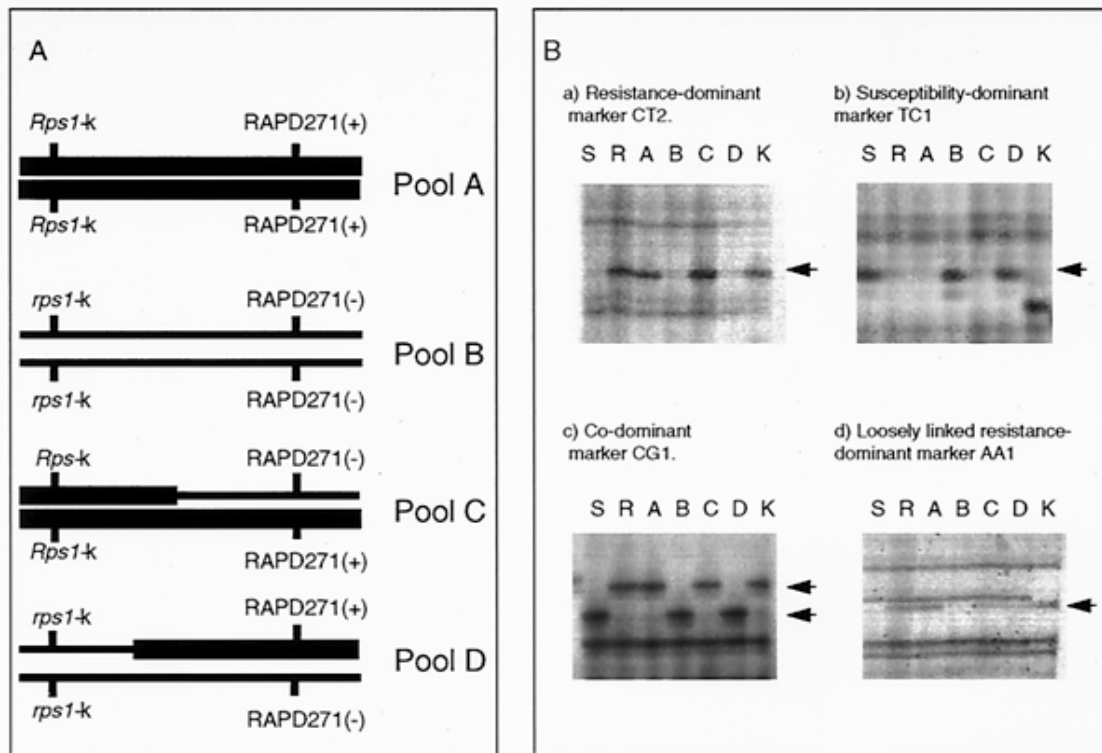 A
Rps1-k RAPD271(+)
Pool A
Rps1-k RAPD271(+)
rps1-k RAPD271(-)
Pool B
rps1-k RAPD271(-)
Rps-k RAPD271(-)
Pool C
Rps1-k RAPD271(+)
rps1-k RAPD271(+)
Pool D
rps1-k RAPD271(-)
B
a) Resistance-dominant
marker CT2.
S R A B C D K
b) Susceptibility-dominant
marker TC1
S R A B C D K
c) Co-dominant
marker CG1.
S R A B C D K
d) Loosely linked resistance-
dominant marker AA1
S R A B C D K